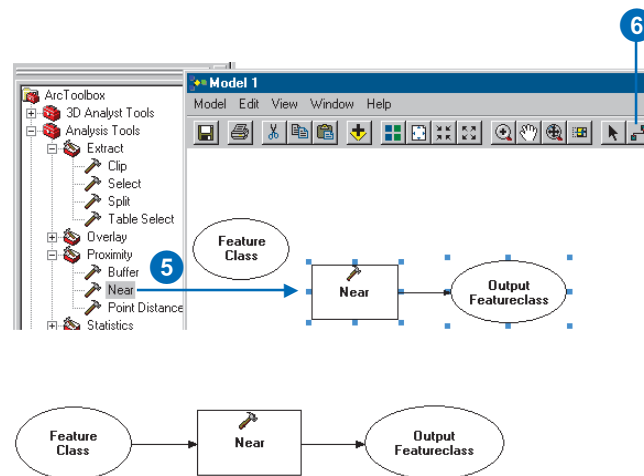 6
Model 1
ArcToolbox
Model Edit View Window Help
3D Analyst Tools
Analysis Tools
Extract
Clip
Select
Split
Table Select
Overlay
Proximity
Buffer
Near
Point Distance
Statistics
5
Feature
Class
Near
Output
Featureclass
Feature
Class
Near
Output
Featureclass